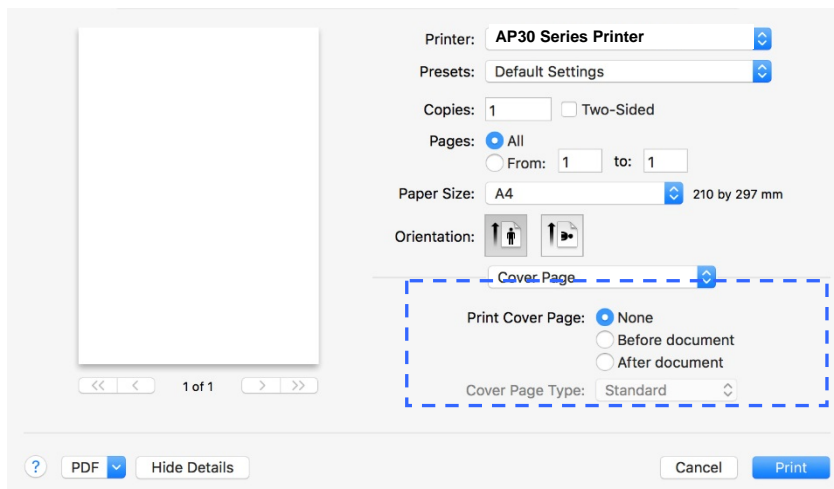 Printer: AP30 Series Printer
Presets: Default Settings
Copies: 1 Two-Sided
Pages: All
From: 1 to: 1
Paper Size: A4 210 by 297 mm
Orientation:
Cover Page
Print Cover Page: None
Before document
After document
Cover Page Type: Standard
<< < 1 of 1 > >>
? PDF Hide Details Cancel Print